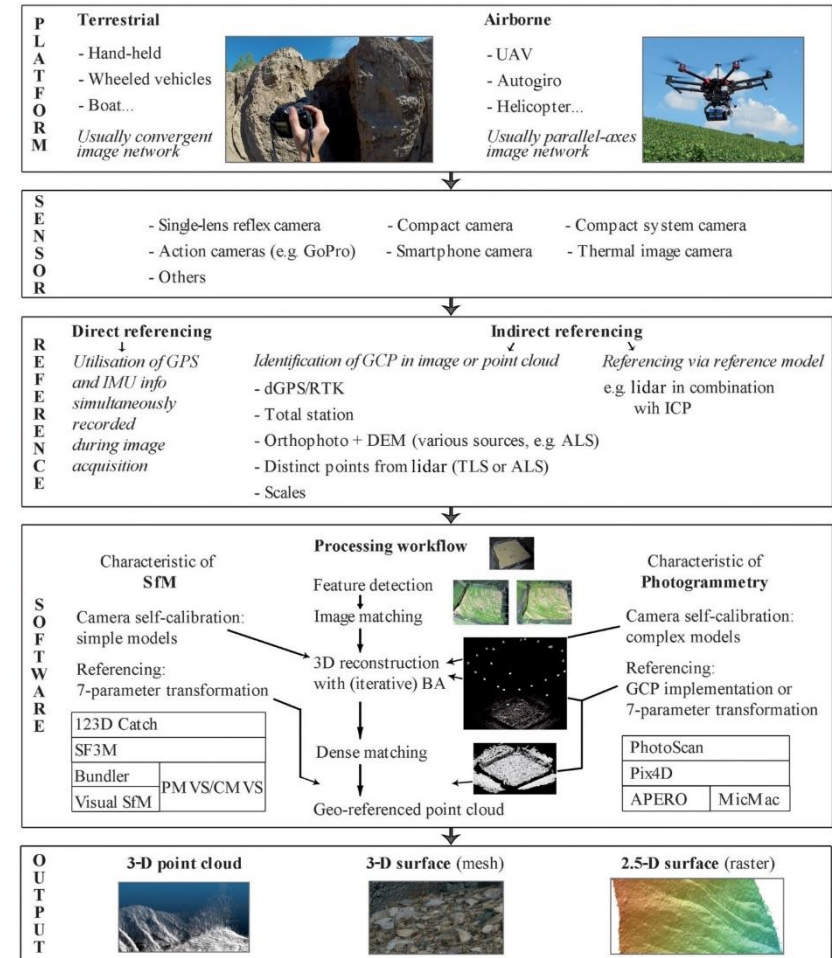 PLATFORM
Terrestrial
- Hand-held
- Wheeled vehicles
- Boat...
Usually convergent
image network
Airborne
- UAV
- Autogiro
- Helicopter...
Usually parallel-axes
image network
SENSOR
- Single-lens reflex camera
- Compact camera
- Compact system camera
- Action cameras (e.g. GoPro)
- Smartphone camera
- Thermal image camera
- Others
REFERENCE
Direct referencing
Utilisation of GPS
and IMU info
simultaneously
recorded
during image
acquisition
Indirect referencing
Identification of GCP in image or point cloud
- dGPS/RTK
- Total station
- Orthophoto + DEM (various sources, e.g. ALS)
- Distinct points from lidar (TLS or ALS)
- Scales
Referencing via reference model
e.g. lidar in combination
wih ICP
SOFTWARE
Characteristic of
SfM
Camera self-calibration:
simple models
Referencing:
7-parameter transformation
123D Catch
SF3M
Bundler
Visual SfM
PMVS/CMVS
Processing workflow
Feature detection
Image matching
3D reconstruction
with (iterative) BA
Dense matching
Geo-referenced point cloud
Characteristic of
Photogrammetry
Camera self-calibration:
complex models
Referencing:
GCP implementation or
7-parameter transformation
PhotoScan
Pix4D
APERO
MicMac
OUTPUT
3-D point cloud
3-D surface (mesh)
2.5-D surface (raster)